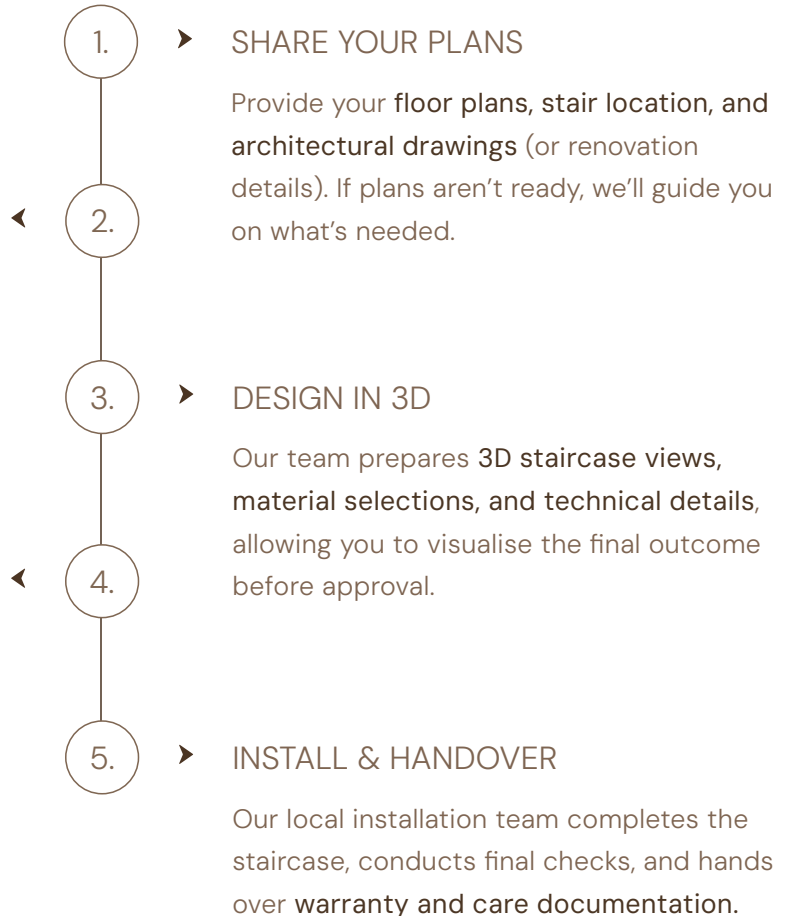 1.
SHARE YOUR PLANS
Provide your floor plans, stair location, and
architectural drawings (or renovation
details). If plans aren’t ready, we’ll guide you
on what’s needed.
2.
3.
DESIGN IN 3D
Our team prepares 3D staircase views,
material selections, and technical details,
allowing you to visualise the final outcome
before approval.
4.
5.
INSTALL & HANDOVER
Our local installation team completes the
staircase, conducts final checks, and hands
over warranty and care documentation.